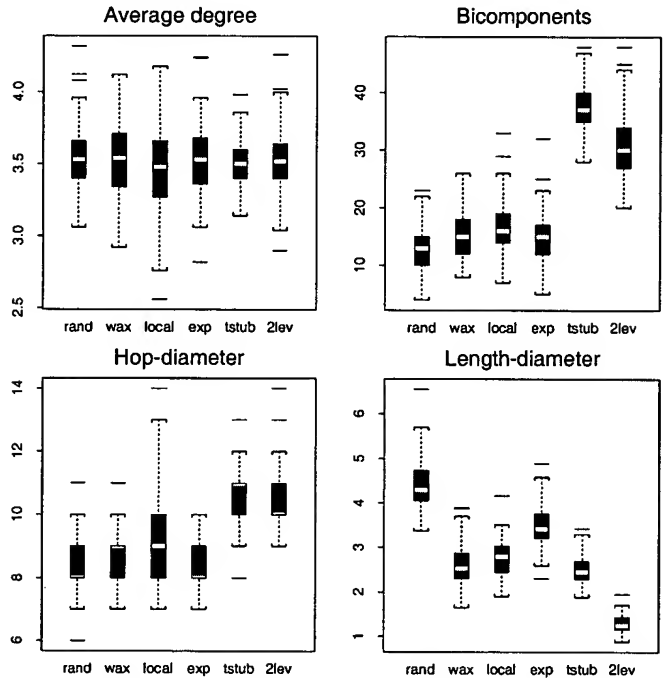 Average degree
4.0
3.5
3.0
2.5
rand wax local exp tstub 2lev
Bicomponents
40
30
20
10
rand wax local exp tstub 2lev
Hop-diameter
14
12
10
8
6
rand wax local exp tstub 2lev
Length-diameter
6
5
4
3
2
1
rand wax local exp tstub 2lev